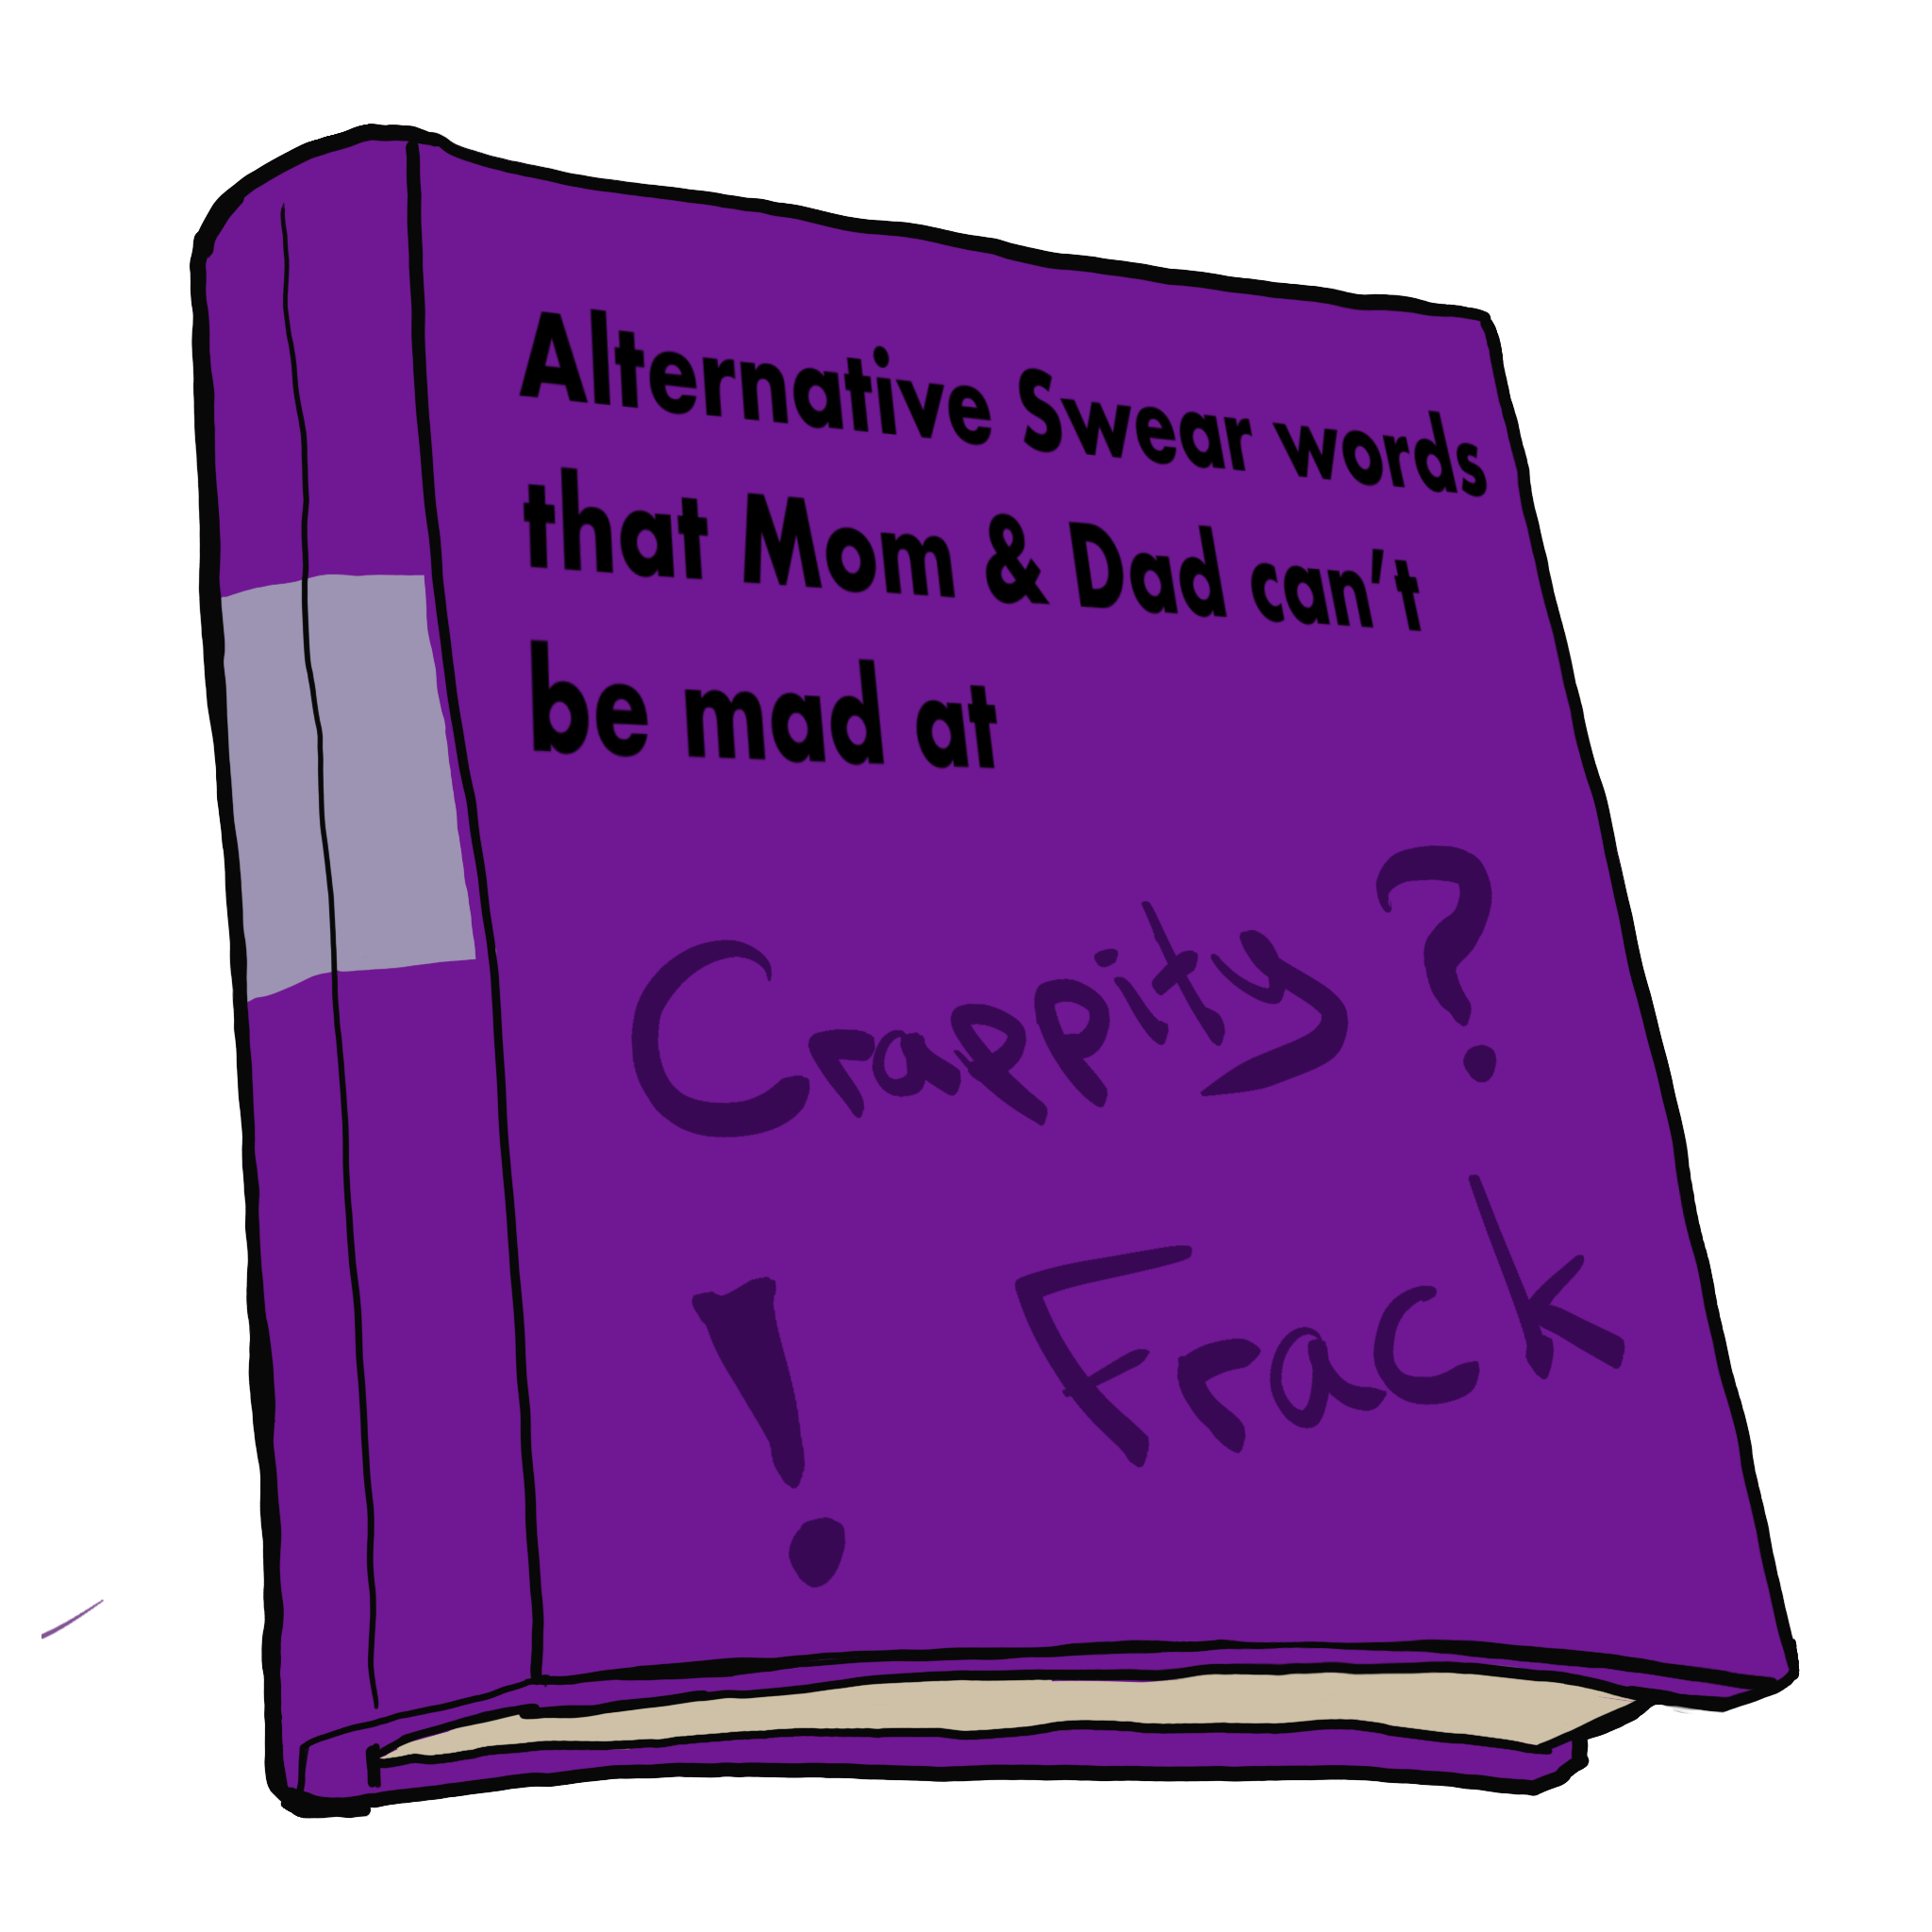 Alternative Swear words
that Mom & Dad can't
be mad at
Crappity?
! Frack